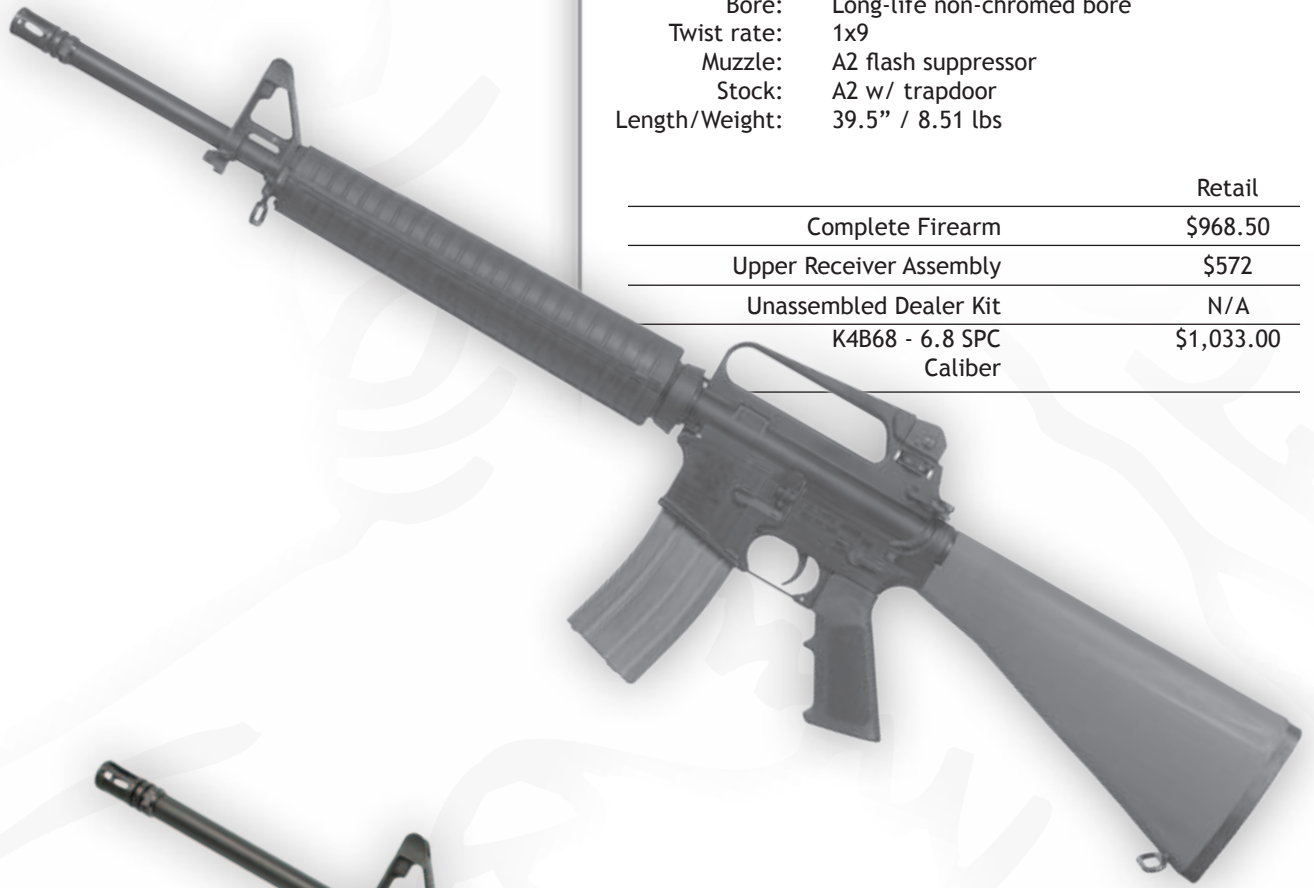 Bore: Long-life non-chromed bore
Twist rate: 1x9
Muzzle: A2 flash suppressor
Stock: A2 w/ trapdoor
Length/Weight: 39.5” / 8.51 lbs
Retail
Complete Firearm $968.50
Upper Receiver Assembly $572
Unassembled Dealer Kit N/A
K4B68 - 6.8 SPC $1,033.00
Caliber